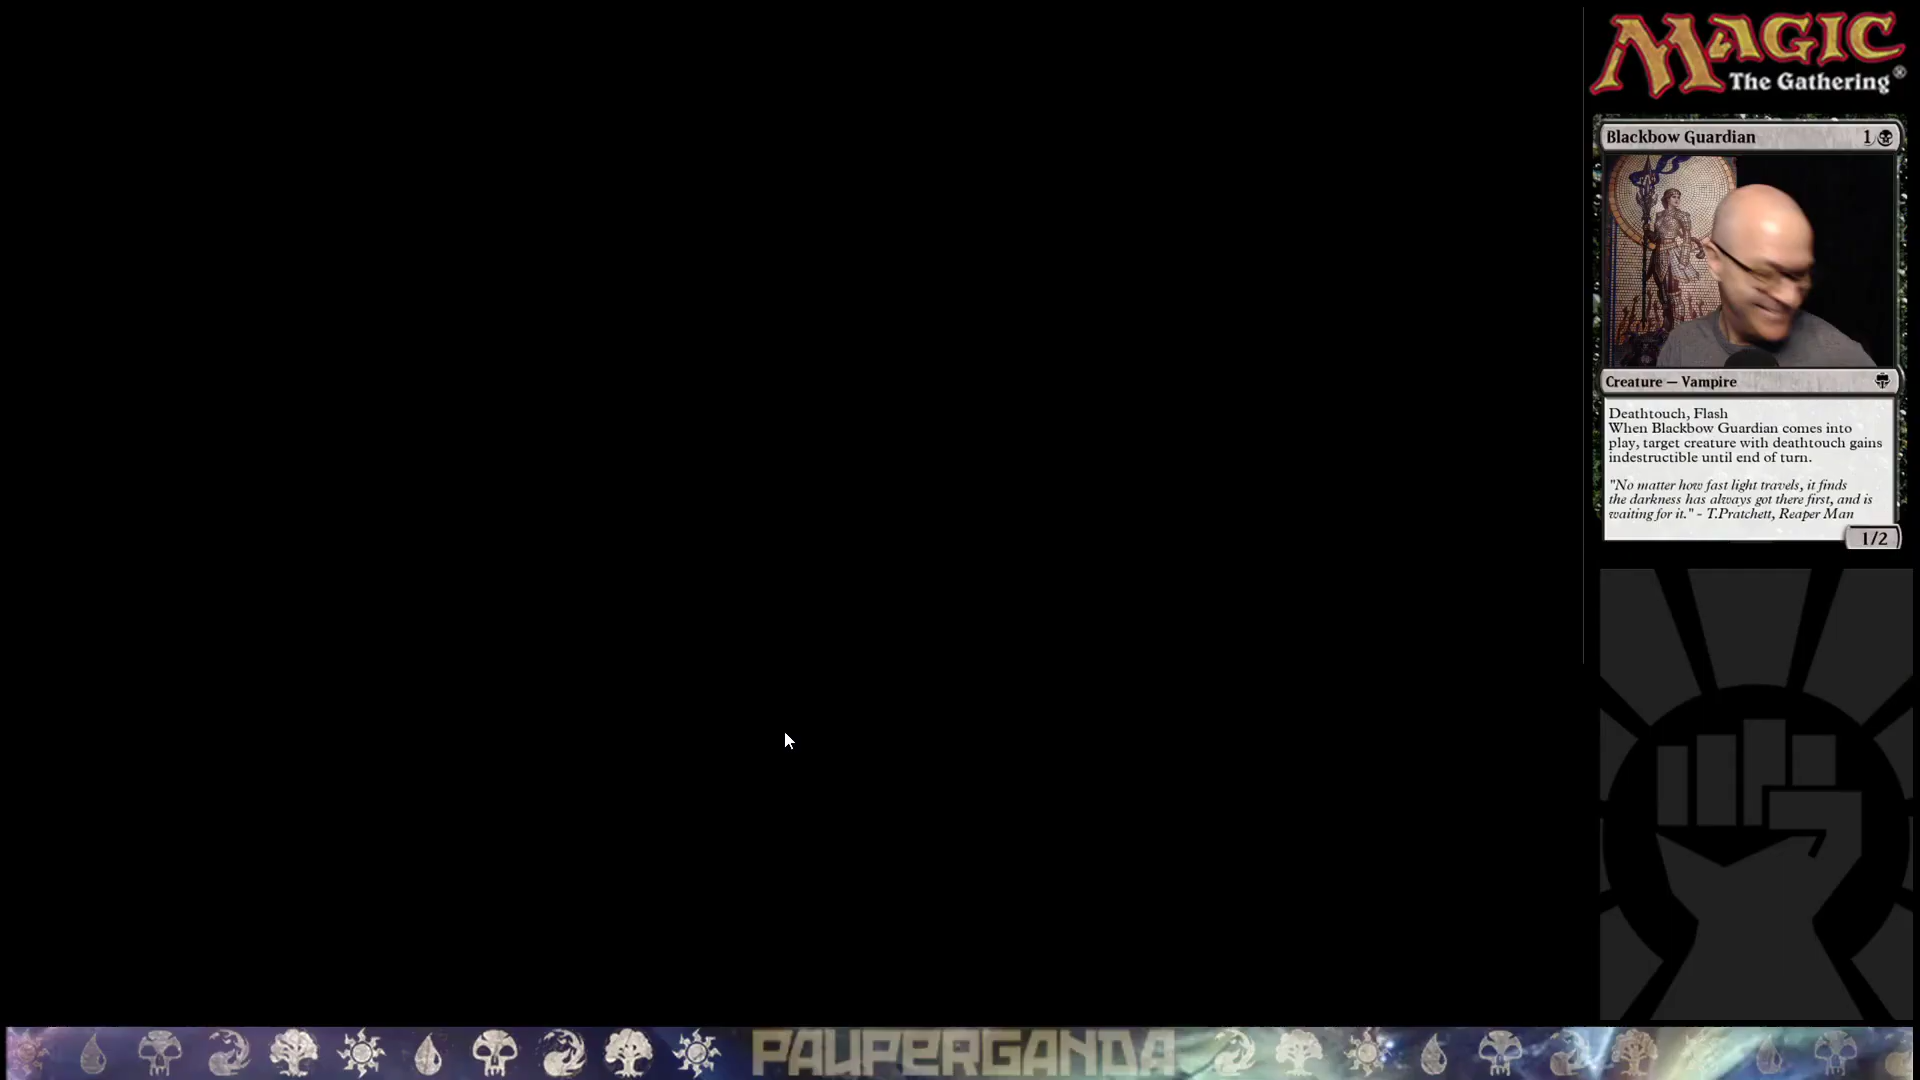 MAGIC
The Gathering®
Blackbow Guardian 1
Creature — Vampire
Deathtouch, Flash
When Blackbow Guardian comes into
play, target creature with deathtouch gains
indestructible until end of turn.
"No matter how fast light travels, it finds
the darkness has always got there first, and is
waiting for it." - T.Pratchett, Reaper Man
1/2
PAUPERGANDA